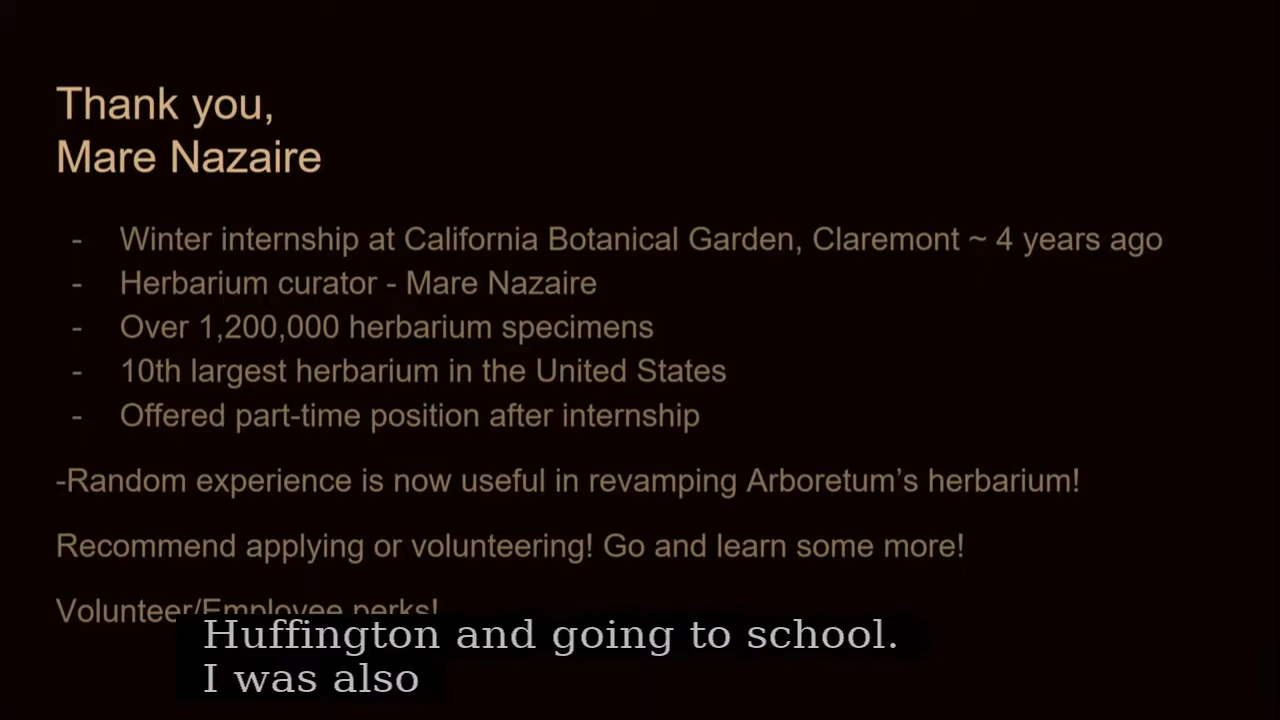 Thank you,
Mare Nazaire
- Winter internship at California Botanical Garden, Claremont ~ 4 years ago
- Herbarium curator - Mare Nazaire
- Over 1,200,000 herbarium specimens
- 10th largest herbarium in the United States
- Offered part-time position after internship
-Random experience is now useful in revamping Arboretum's herbarium!
Recommend applying or volunteering! Go and learn some more!
Volunteer/Employee perks!
Huffington and going to school.
I was also